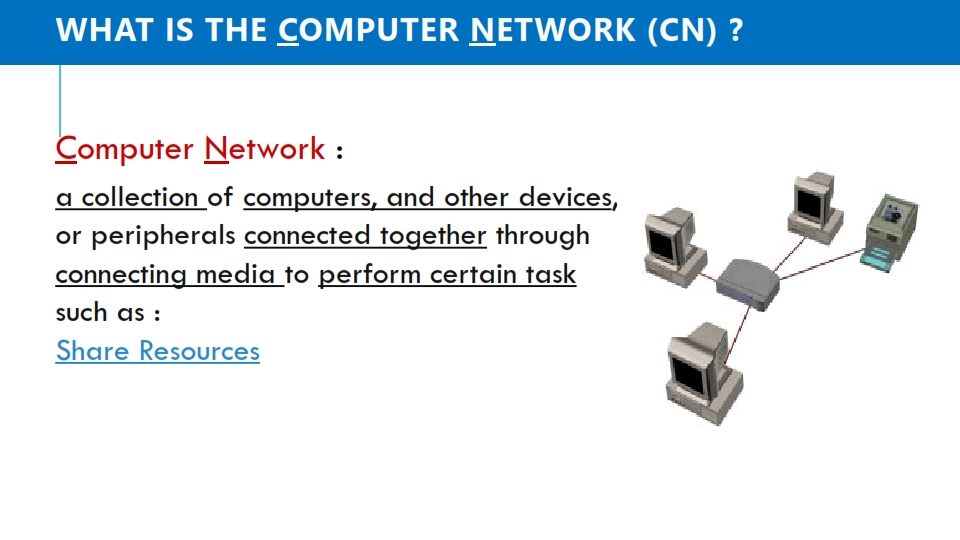 WHAT IS THE COMPUTER NETWORK (CN) ?
Computer Network :
a collection of computers, and other devices,
or peripherals connected together through
connecting media to perform certain task
such as :
Share Resources